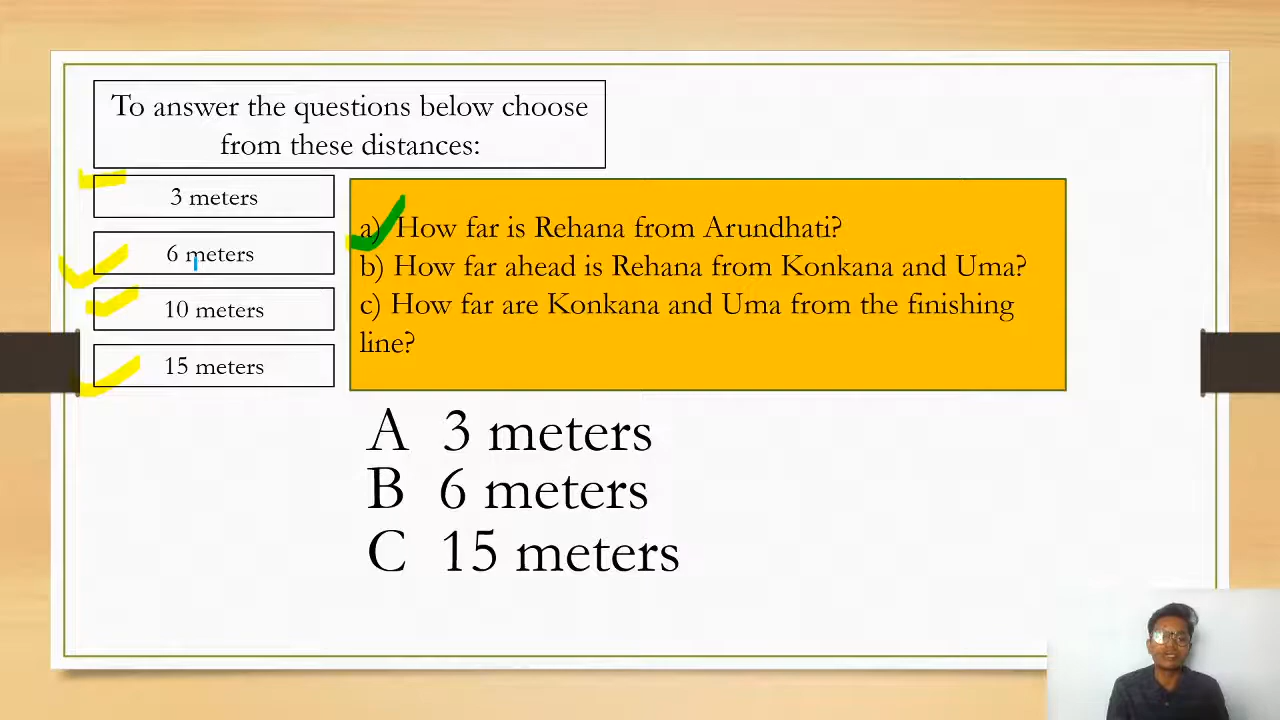 To answer the questions below choose
from these distances:
3 meters
6 meters
10 meters
15 meters
a) How far is Rehana from Arundhati?
b) How far ahead is Rehana from Konkana and Uma?
c) How far are Konkana and Uma from the finishing
line?
A 3 meters
B 6 meters
C 15 meters